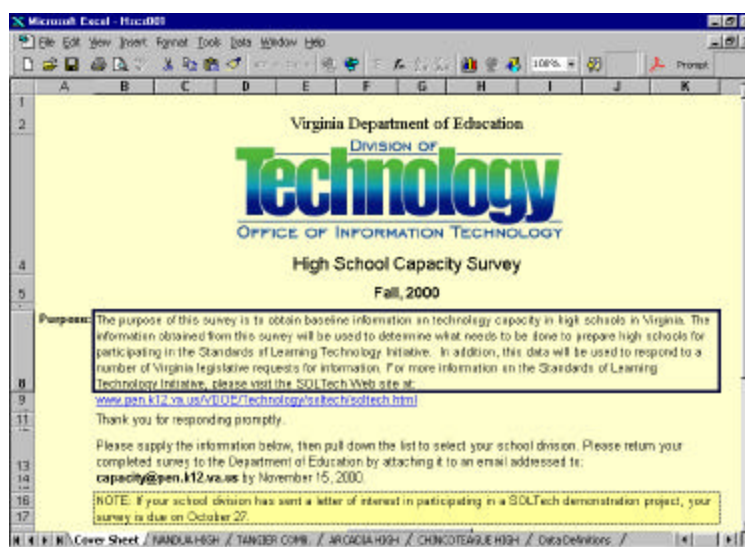 Microsoft Excel - Hscs001
File Edit View Insert Format Tools Data Window Help
108% Prompt
A B C D E F G H I J K
1
2 Virginia Department of Education
DIVISION OF
Technology
OFFICE OF INFORMATION TECHNOLOGY
4 High School Capacity Survey
5 Fall, 2000
Purpose: The purpose of this survey is to obtain baseline information on technology capacity in high schools in Virginia. The
information obtained from this survey will be used to determine what needs to be done to prepare high schools for
participating in the Standards of Learning Technology Initiative. In addition, this data will be used to respond to a
number of Virginia legislative requests for information. For more information on the Standards of Learning
8 Technology Initiative, please visit the SOLTech Web site at:
9 www.pen.k12.va.us/VDOE/Technology/soltech/soltech.html
11 Thank you for responding promptly.
Please supply the information below, then pull down the list to select your school division. Please return your
13 completed survey to the Department of Education by attaching it to an email addressed to:
14 capacity@pen.k12.va.us by November 15, 2000.
16 NOTE: If your school division has sent a letter of interest in participating in a SOLTech demonstration project, your
17 survey is due on October 27.
Cover Sheet / NANDUA HIGH / TANGIER COMB. / ARCADIA HIGH / CHINCOTEAGUE HIGH / Data Definitions /